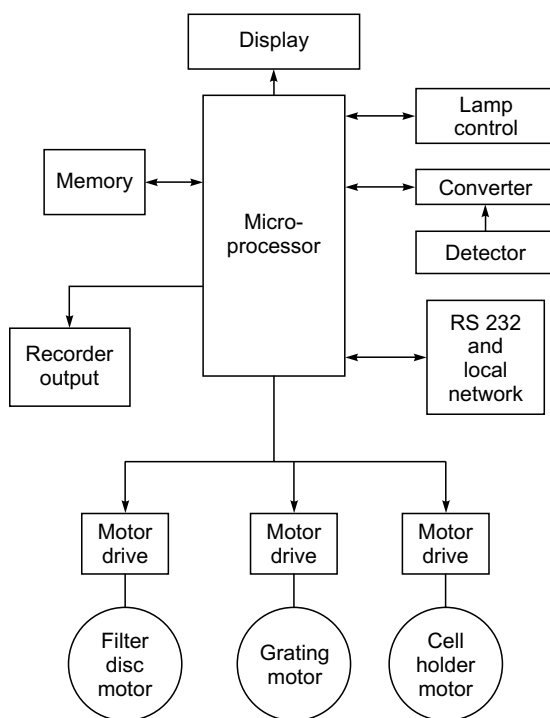 Display
Lamp
control
Memory
Converter
Micro-
processor
Detector
RS 232
and
local
network
Recorder
output
Motor
drive
Motor
drive
Motor
drive
Filter
disc
motor
Grating
motor
Cell
holder
motor